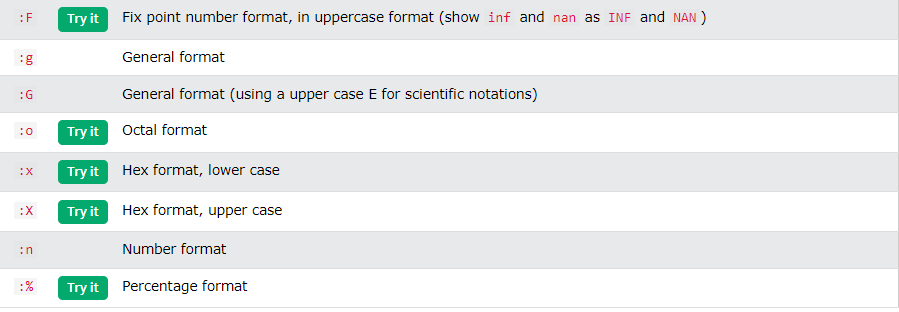 :F Try it Fix point number format, in uppercase format (show inf and nan as INF and NAN )
:g General format
:G General format (using a upper case E for scientific notations)
:o Try it Octal format
:x Try it Hex format, lower case
:X Try it Hex format, upper case
:n Number format
:% Try it Percentage format